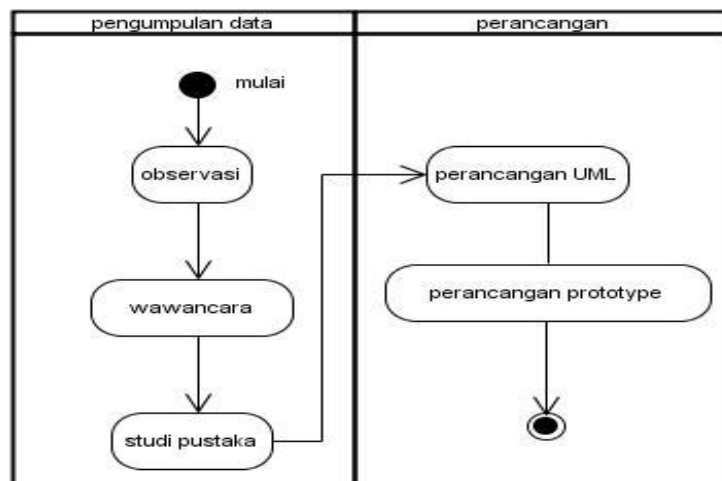 pengumpulan data
perancangan
mulai
observasi
wawancara
studi pustaka
perancangan UML
perancangan prototype